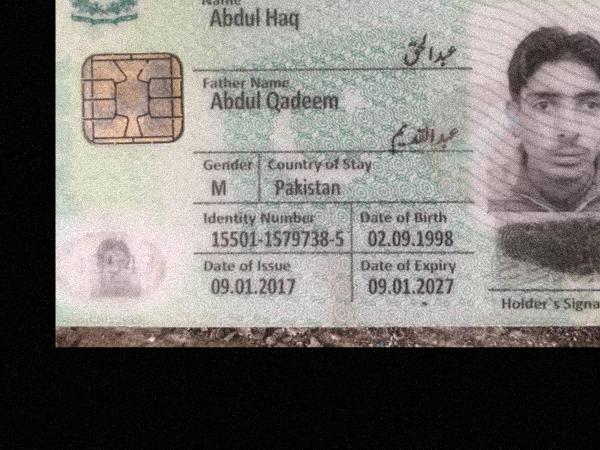 Name
Abdul Haq
عبدالحق
Father Name
Abdul Qadeem
عبدالقدیم
Gender Country of Stay
M Pakistan
Identity Number Date of Birth
15501-1579738-5 02.09.1998
Date of Issue Date of Expiry
09.01.2017 09.01.2027
Holder's